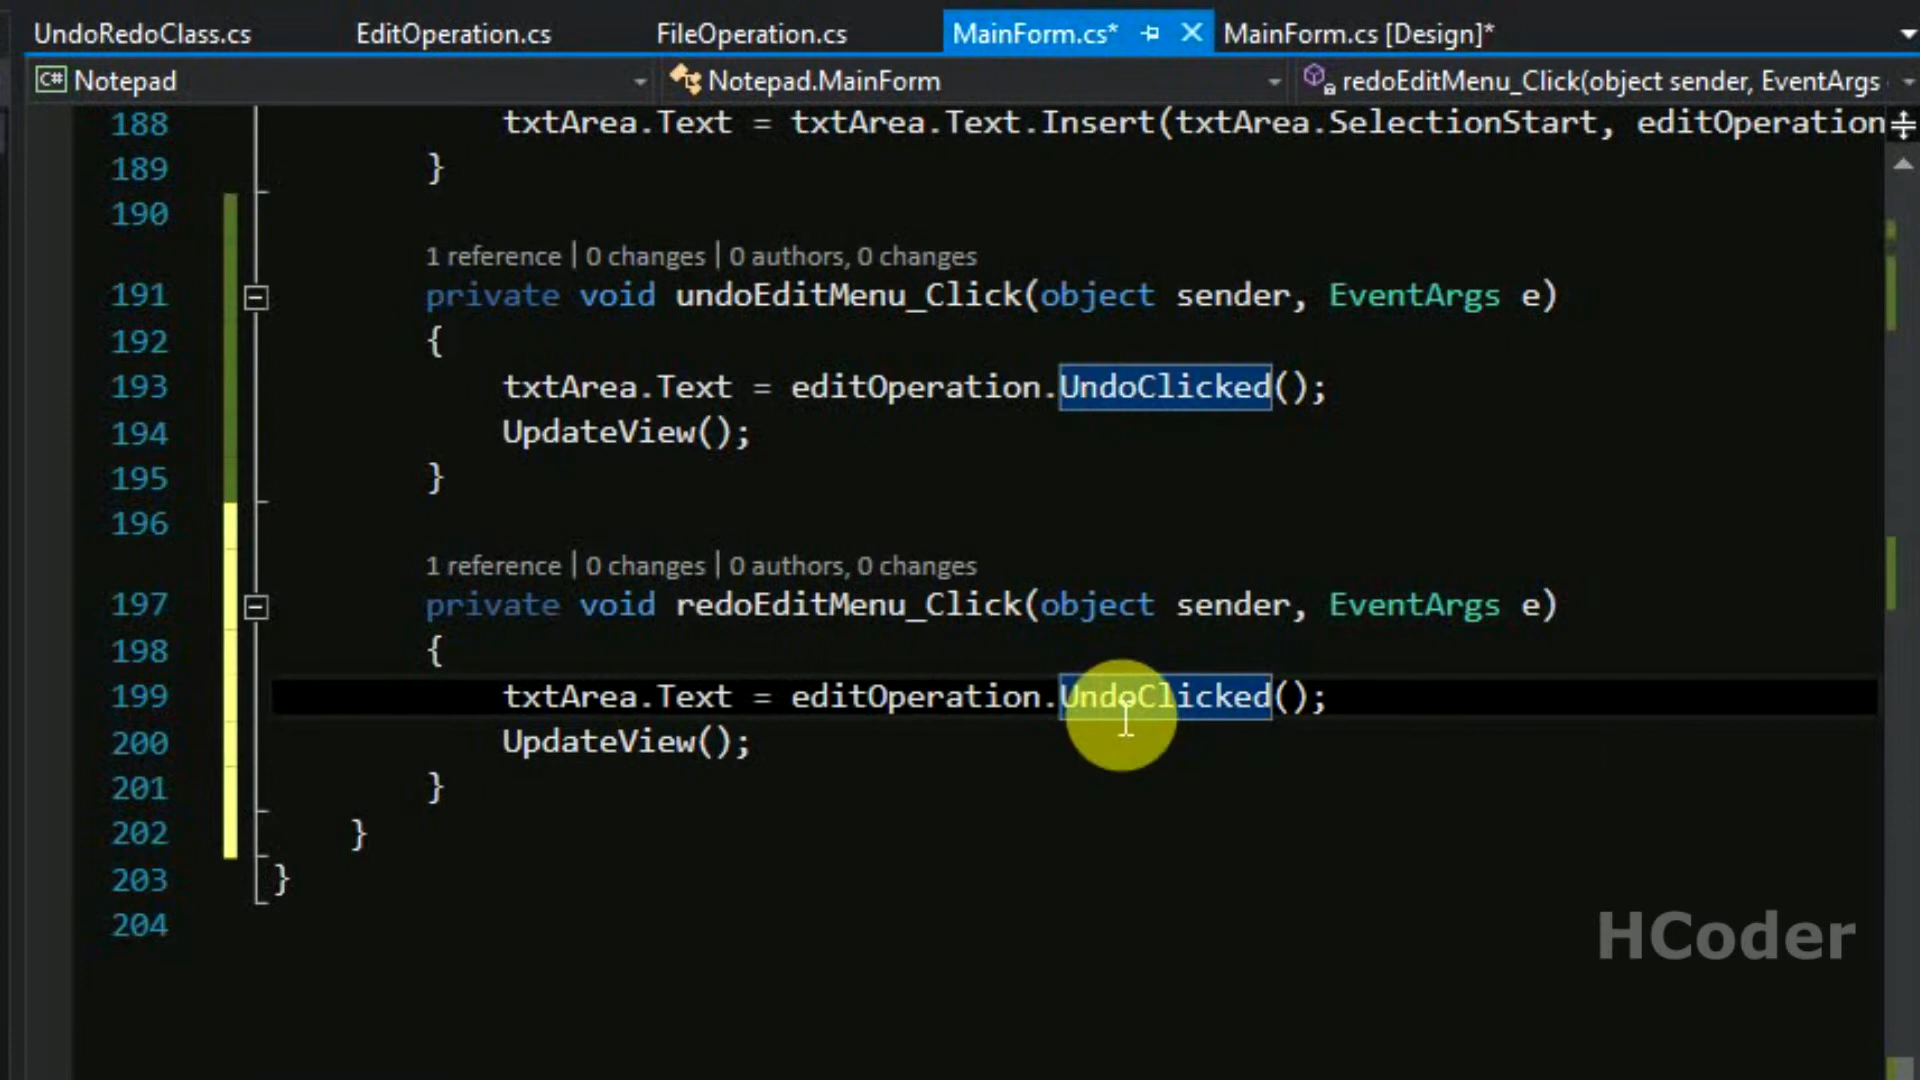 UndoRedoClass.cs EditOperation.cs FileOperation.cs MainForm.cs* MainForm.cs [Design]*
C# Notepad Notepad.MainForm redoEditMenu_Click(object sender, EventArgs
188 txtArea.Text = txtArea.Text.Insert(txtArea.SelectionStart, editOperation
189 }
190
1 reference | 0 changes | 0 authors, 0 changes
191 private void undoEditMenu_Click(object sender, EventArgs e)
192 {
193 txtArea.Text = editOperation.UndoClicked();
194 UpdateView();
195 }
196
1 reference | 0 changes | 0 authors, 0 changes
197 private void redoEditMenu_Click(object sender, EventArgs e)
198 {
199 txtArea.Text = editOperation.UndoClicked();
200 UpdateView();
201 }
202 }
203 }
204
HCoder